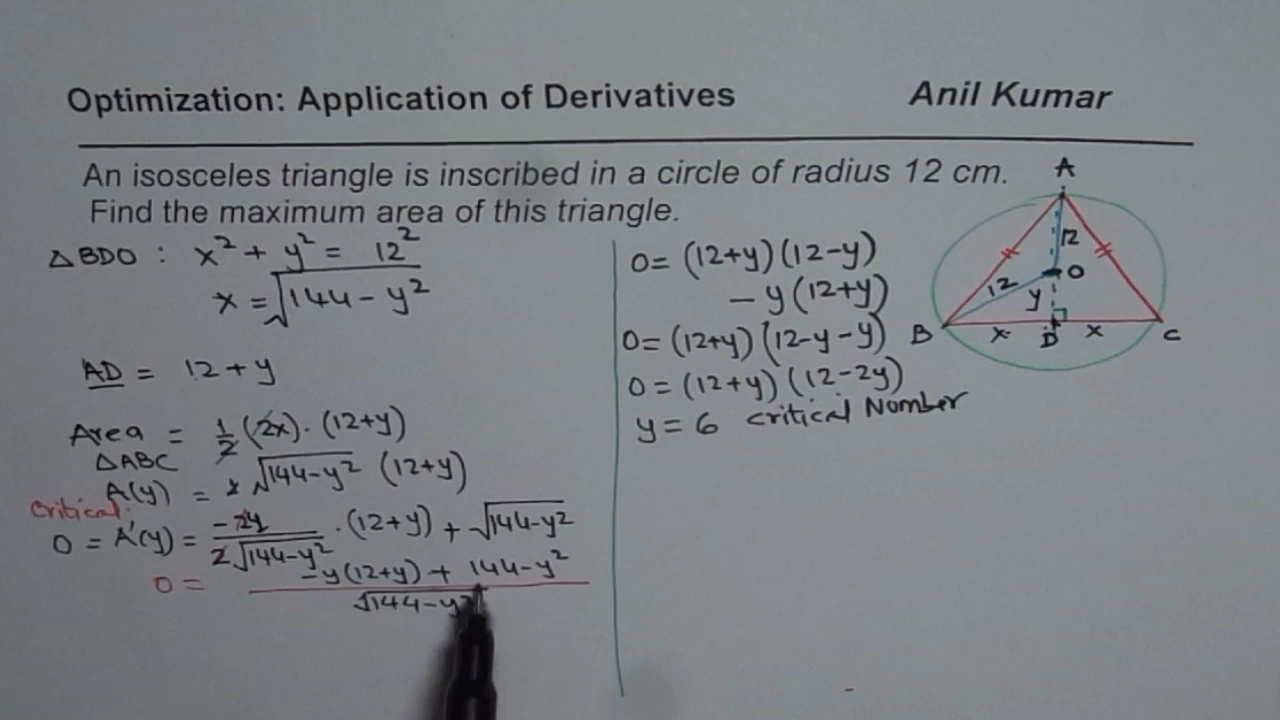 Optimization: Application of Derivatives Anil Kumar
An isosceles triangle is inscribed in a circle of radius 12 cm.
Find the maximum area of this triangle.
△BDO : x² + y² = 12²
x = √144 - y²
AD = 12 + y
Area = 1/2 (2x) · (12+y)
△ABC
A(y) = √144-y² (12+y)
Critical:
0 = A'(y) = -2y / 2√144-y² · (12+y) + √144-y²
0 = -y(12+y) + 144-y² / √144-y²
0 = (12+y)(12-y)
- y(12+y)
0 = (12+y)(12-y-y)
0 = (12+y)(12-2y)
y = 6 Critical Number
A
12
O
12
y
B x D x C